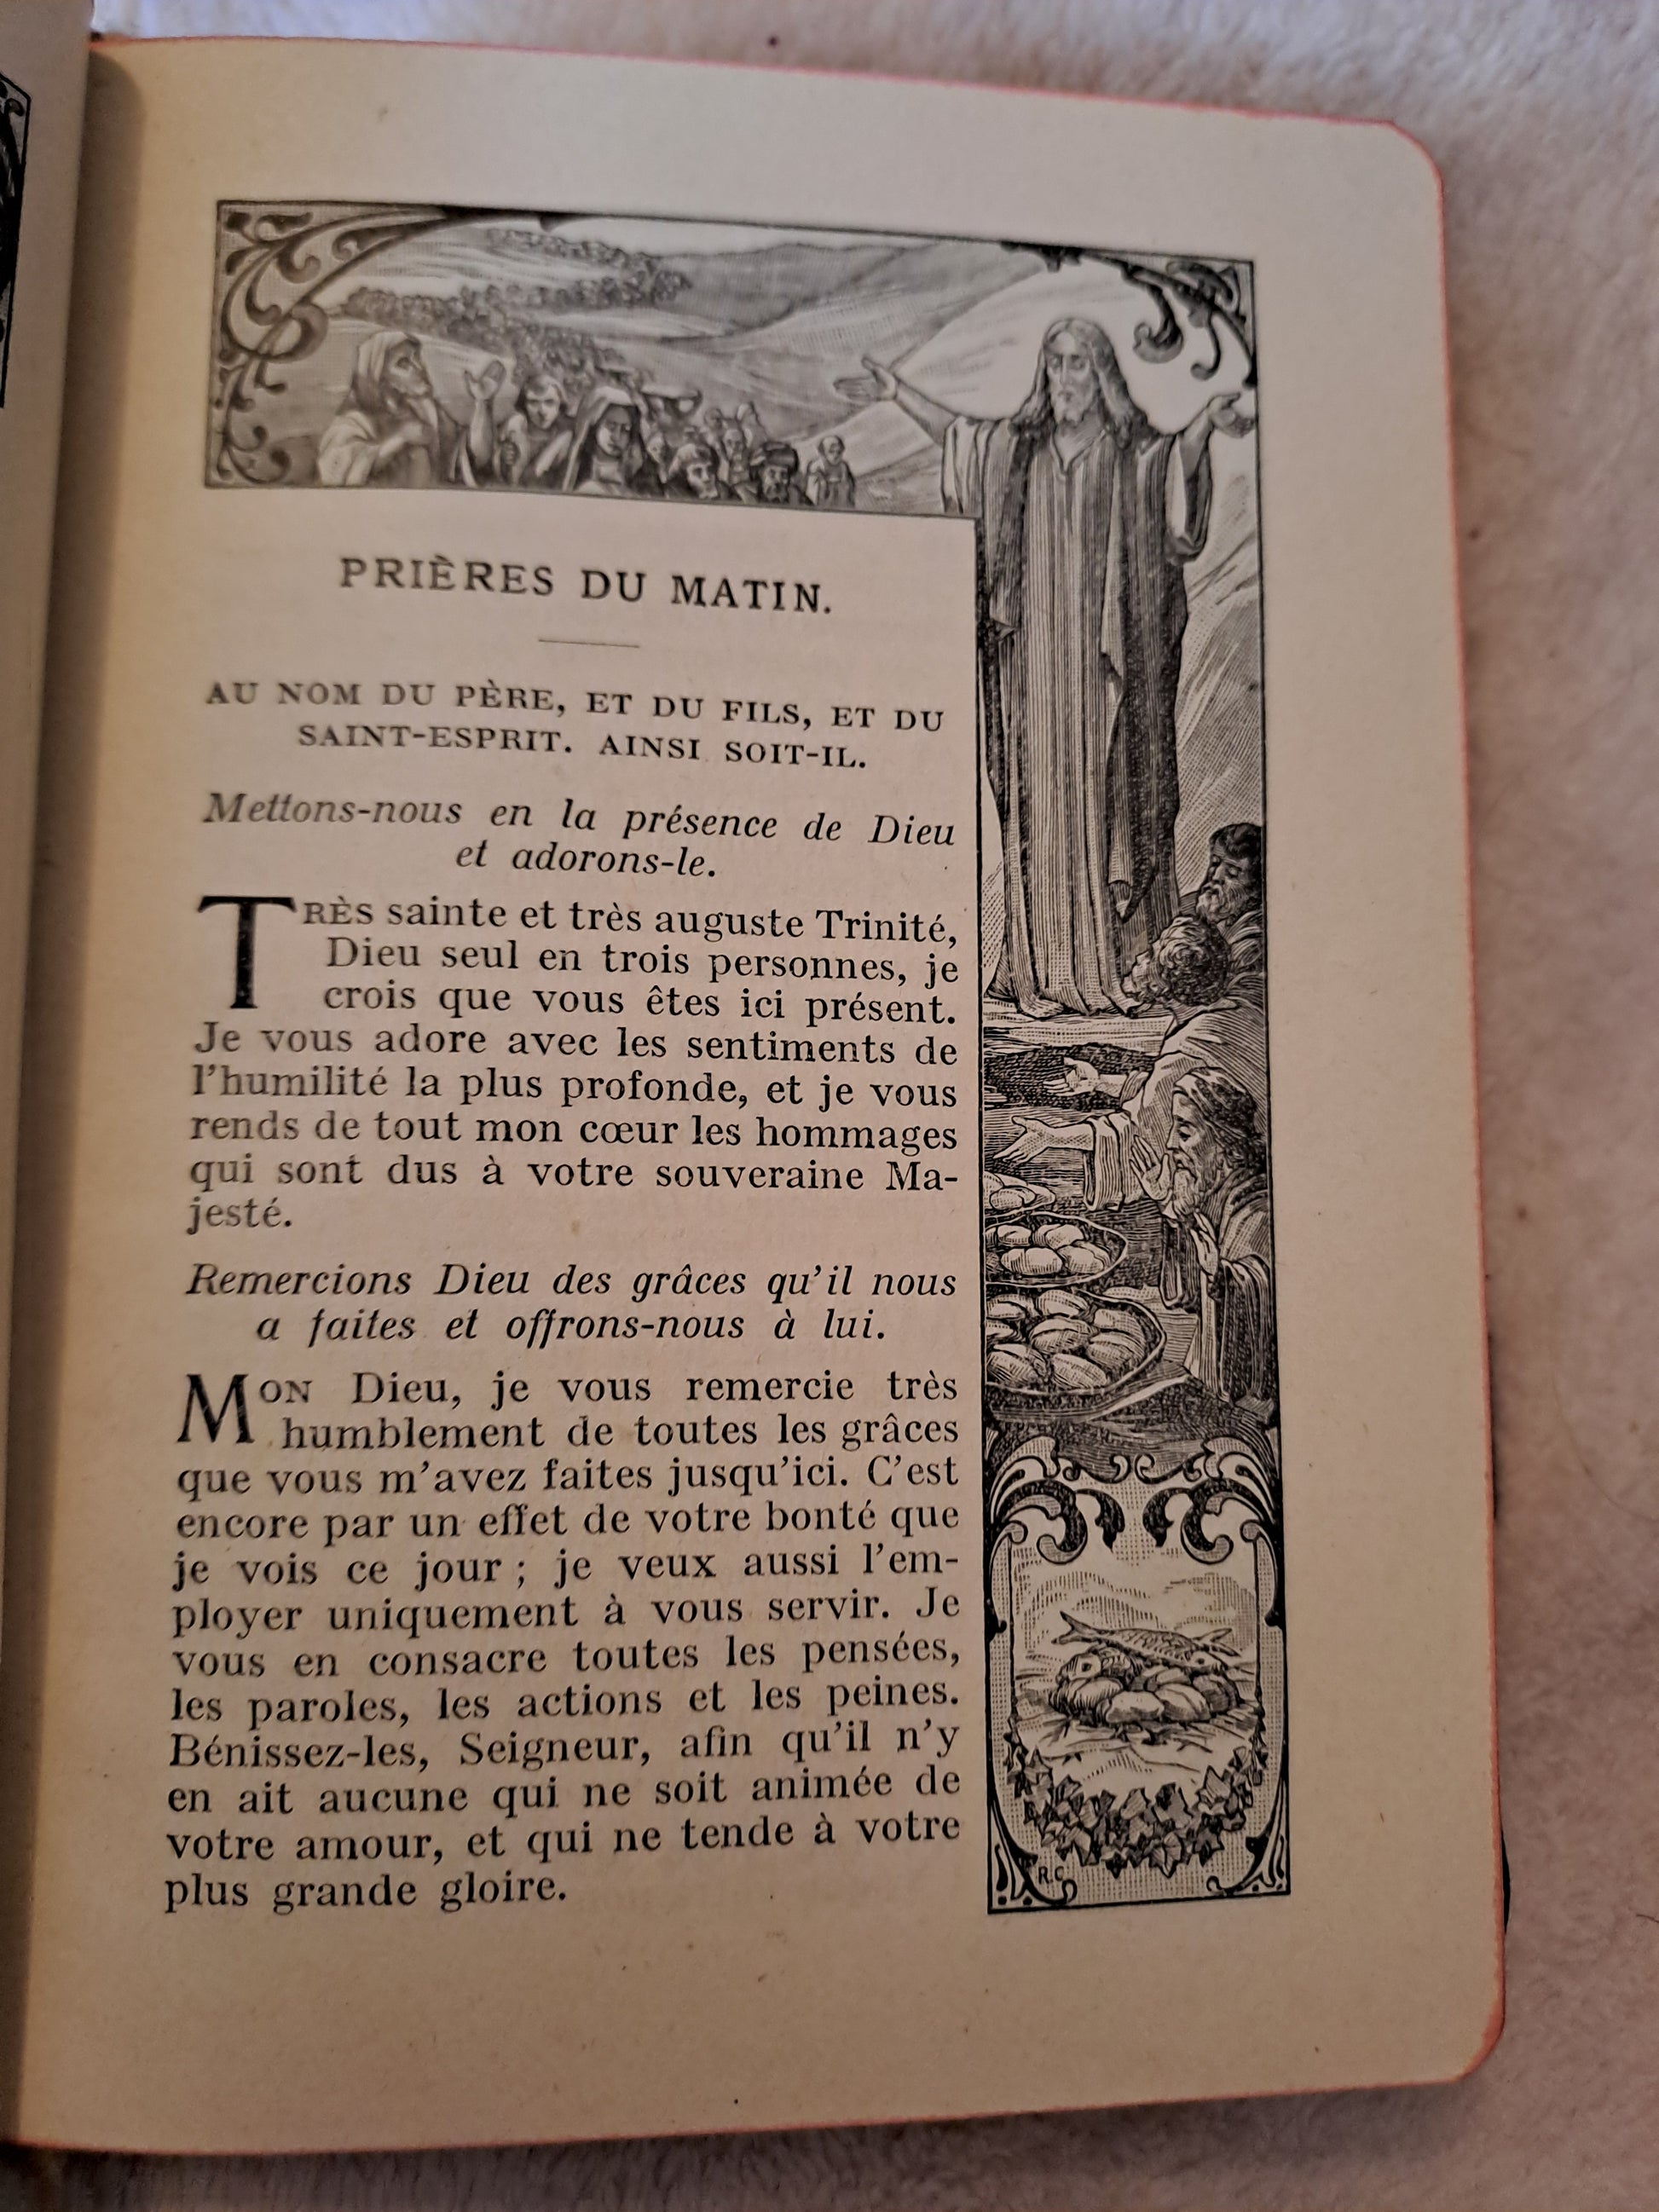 PRIÈRES DU MATIN.
AU NOM DU PÈRE, ET DU FILS, ET DU
SAINT-ESPRIT. AINSI SOIT-IL.
Mettons-nous en la présence de Dieu
et adorons-le.
TRÈS sainte et très auguste Trinité,
Dieu seul en trois personnes, je
crois que vous êtes ici présent.
Je vous adore avec les sentiments de
l'humilité la plus profonde, et je vous
rends de tout mon cœur les hommages
qui sont dus à votre souveraine Ma-
jesté.
Remercions Dieu des grâces qu'il nous
a faites et offrons-nous à lui.
MON Dieu, je vous remercie très
humblement de toutes les grâces
que vous m'avez faites jusqu'ici. C'est
encore par un effet de votre bonté que
je vois ce jour ; je veux aussi l'em-
ployer uniquement à vous servir. Je
vous en consacre toutes les pensées,
les paroles, les actions et les peines.
Bénissez-les, Seigneur, afin qu'il n'y
en ait aucune qui ne soit animée de
votre amour, et qui ne tende à votre
plus grande gloire.
R.C.